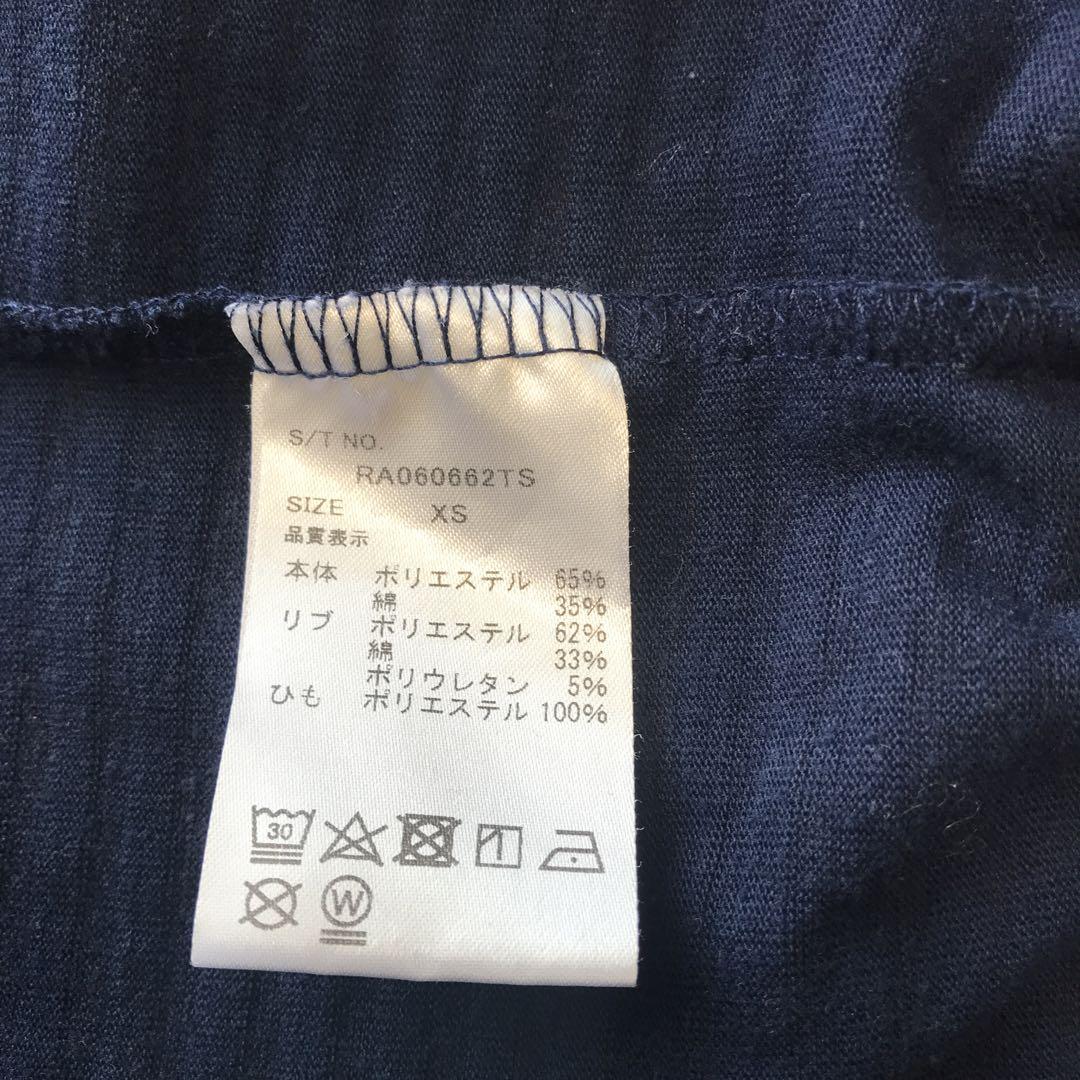 S/T NO.
RA060662TS
SIZE XS
品質表示
本体 ポリエステル 65%
綿 35%
リブ ポリエステル 62%
綿 33%
ポリウレタン 5%
ひも ポリエステル 100%
30
W